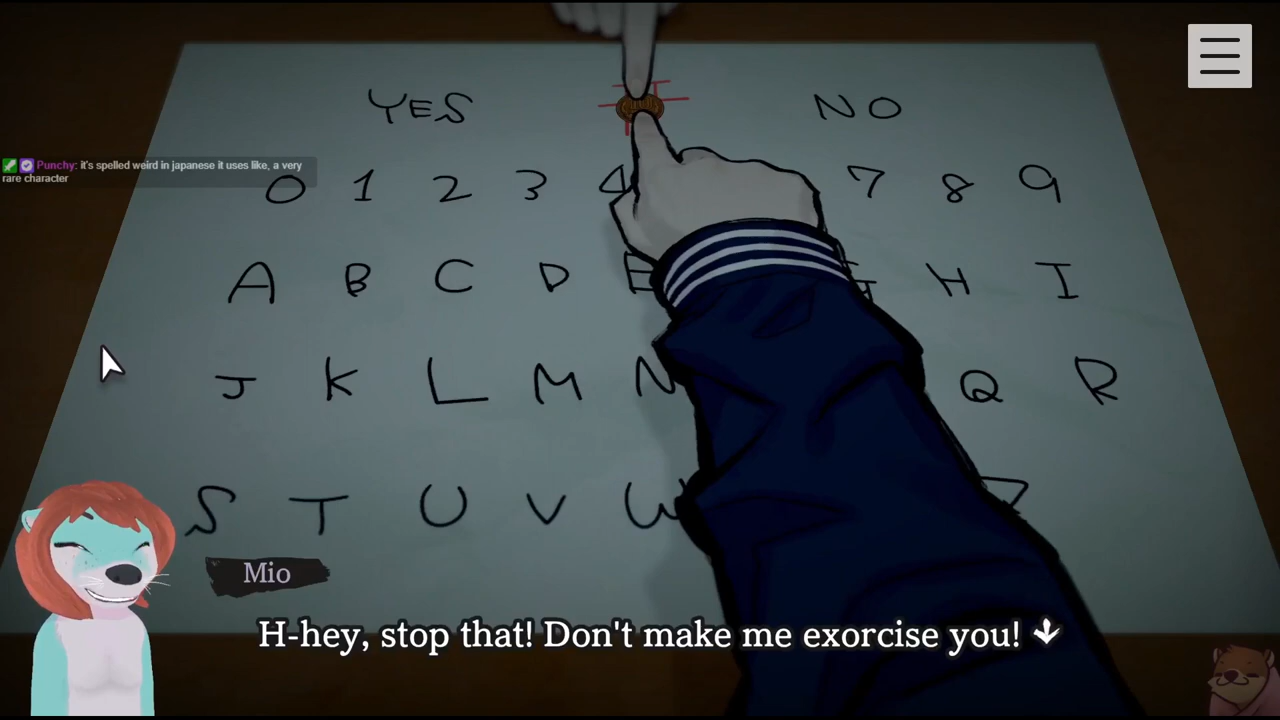 YES NO
Punchy: it's spelled weird in japanese it uses like, a very
rare character
0 1 2 3 4 7 8 9
A B C D E H I
J K L M N Q R
S T U V W
Mio
H-hey, stop that! Don't make me exorcise you!